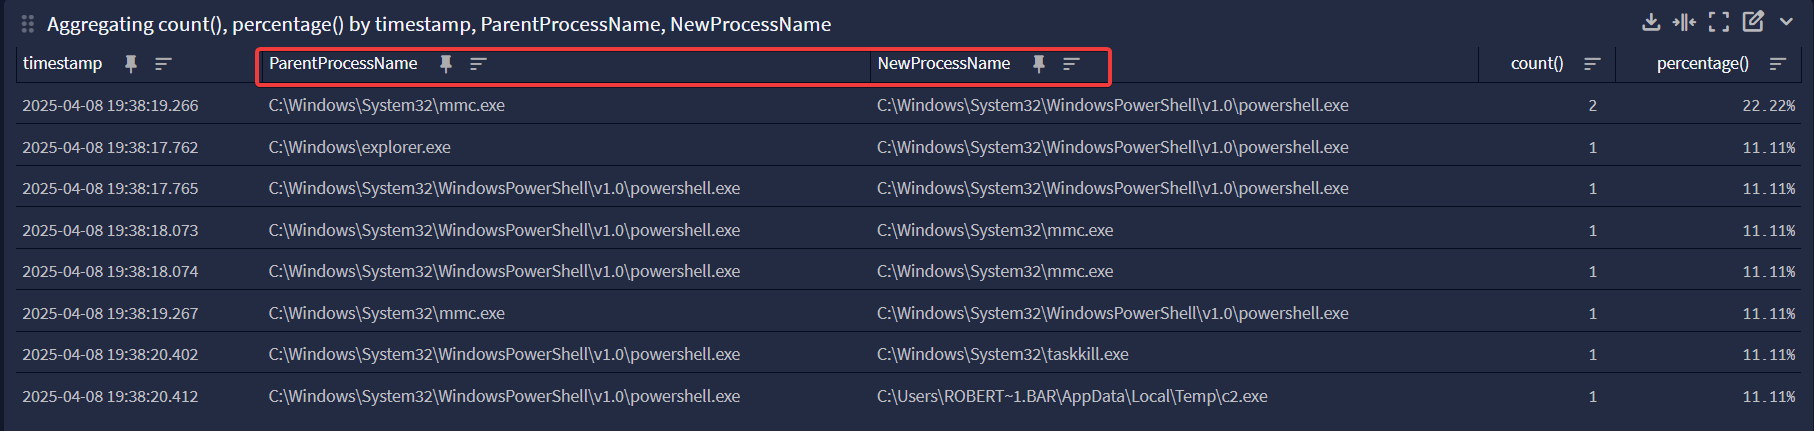 Aggregating count(), percentage() by timestamp, ParentProcessName, NewProcessName
timestamp ParentProcessName NewProcessName count() percentage()
2025-04-08 19:38:19.266 C:\Windows\System32\mmc.exe C:\Windows\System32\WindowsPowerShell\v1.0\powershell.exe 2 22.22%
2025-04-08 19:38:17.762 C:\Windows\explorer.exe C:\Windows\System32\WindowsPowerShell\v1.0\powershell.exe 1 11.11%
2025-04-08 19:38:17.765 C:\Windows\System32\WindowsPowerShell\v1.0\powershell.exe C:\Windows\System32\WindowsPowerShell\v1.0\powershell.exe 1 11.11%
2025-04-08 19:38:18.073 C:\Windows\System32\WindowsPowerShell\v1.0\powershell.exe C:\Windows\System32\mmc.exe 1 11.11%
2025-04-08 19:38:18.074 C:\Windows\System32\WindowsPowerShell\v1.0\powershell.exe C:\Windows\System32\mmc.exe 1 11.11%
2025-04-08 19:38:19.267 C:\Windows\System32\mmc.exe C:\Windows\System32\WindowsPowerShell\v1.0\powershell.exe 1 11.11%
2025-04-08 19:38:20.402 C:\Windows\System32\WindowsPowerShell\v1.0\powershell.exe C:\Windows\System32\taskkill.exe 1 11.11%
2025-04-08 19:38:20.412 C:\Windows\System32\WindowsPowerShell\v1.0\powershell.exe C:\Users\ROBERT~1.BAR\AppData\Local\Temp\c2.exe 1 11.11%